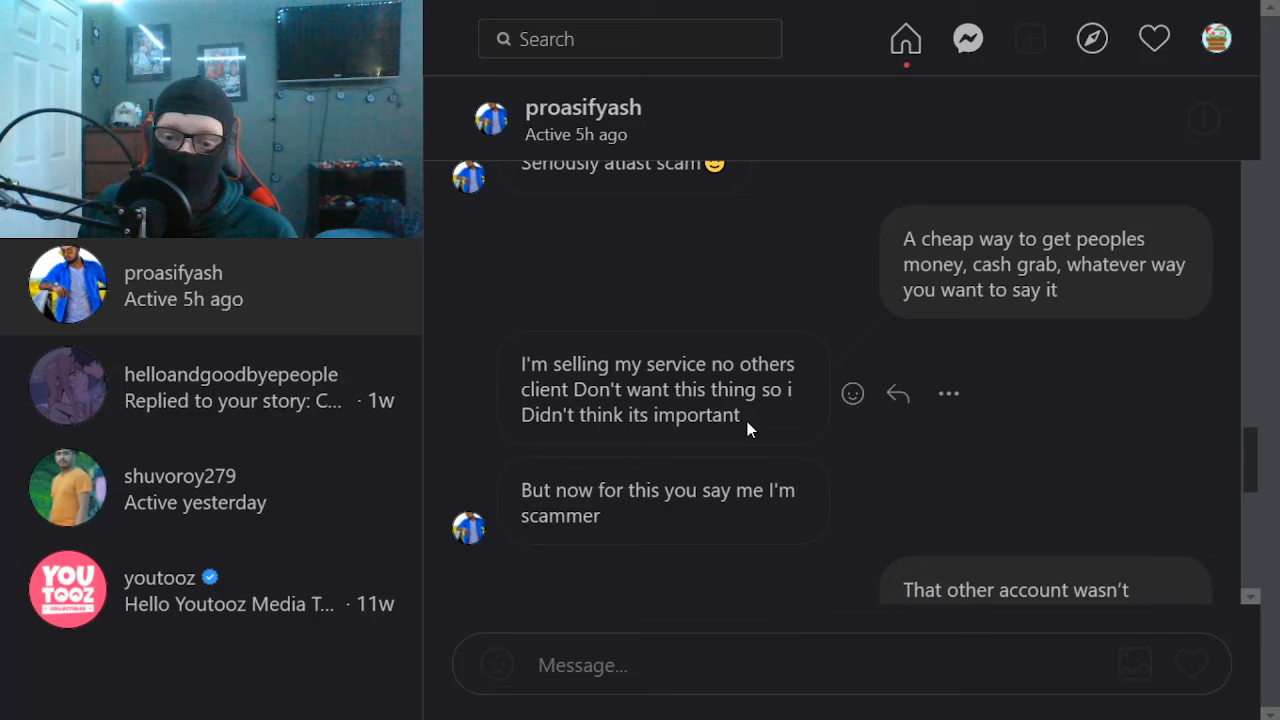 Search
proasifyash
Active 5h ago
Seriously atlast scam
A cheap way to get peoples
money, cash grab, whatever way
you want to say it
I'm selling my service no others
client Don't want this thing so i
Didn't think its important
But now for this you say me I'm
scammer
That other account wasn't
Message...
proasifyash
Active 5h ago
helloandgoodbyepeople
Replied to your story: C... · 1w
shuvoroy279
Active yesterday
YOU
TOOZ
COLLECTIBLES
youtooz
Hello Youtooz Media T... · 11w